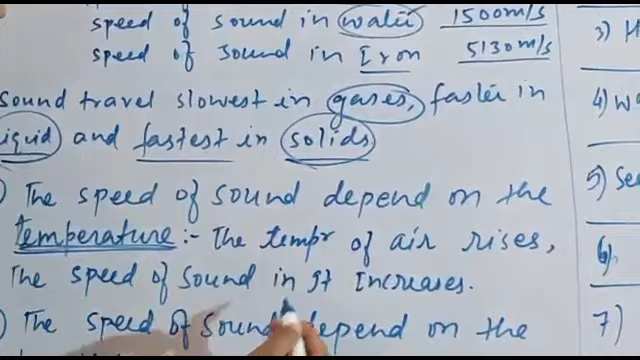 speed of sound in water 1500m/s
speed of sound in Iron 5130m/s
sound travel slowest in gases, faster in
liquid and fastest in solids
) The speed of sound depend on the
temperature :- The tempr of air rises,
The speed of sound in It Increases.
) The speed of sound depend on the
3) H
4) Wa
5) See
6)
7)